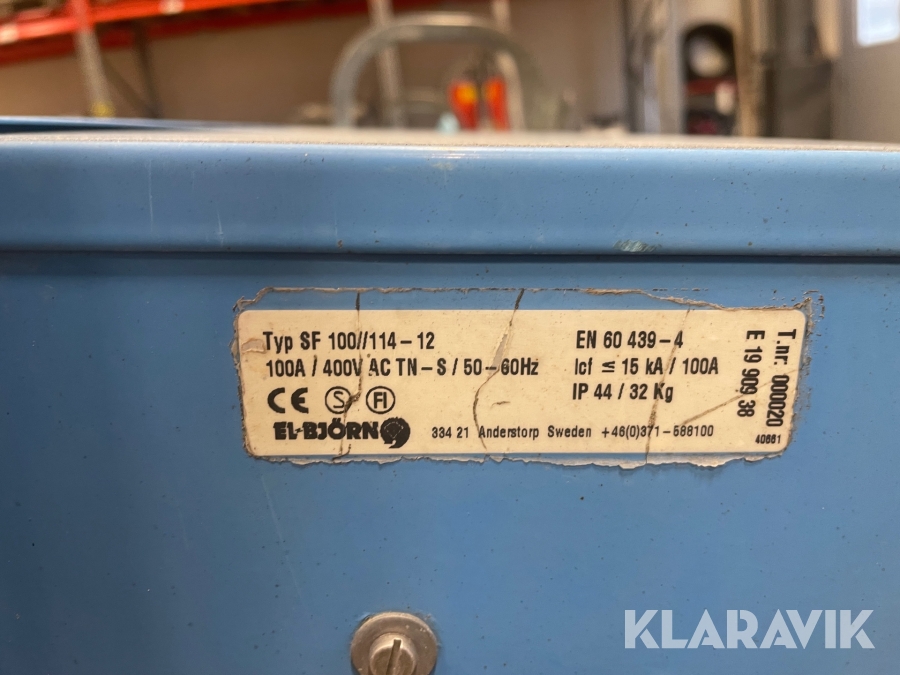 Typ SF 100//114-12
100A / 400V AC TN-S / 50-60Hz
CE S FI
EL-BJÖRN
334 21 Anderstorp Sweden +46(0)371-588100
EN 60 439-4
Icf ≤ 15 kA / 100A
IP 44 / 32 Kg
T.nr. 000020
E 19 909 38
40661
KLARAVIK